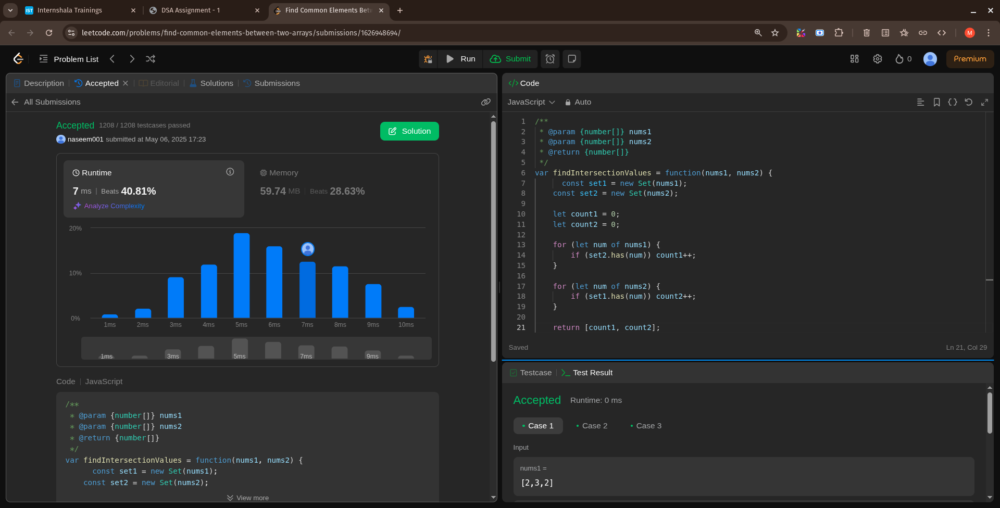 IST Internshala Trainings
DSA Assignment - 1
Find Common Elements Betw
leetcode.com/problems/find-common-elements-between-two-arrays/submissions/1626948694/
M
Problem List
Run
Submit
0
Premium
Description
Accepted
Editorial
Solutions
Submissions
All Submissions
Accepted 1208 / 1208 testcases passed
naseem001 submitted at May 06, 2025 17:23
Solution
Runtime
7 ms | Beats 40.81%
Analyze Complexity
Memory
59.74 MB | Beats 28.63%
20%
10%
0%
1ms 2ms 3ms 4ms 5ms 6ms 7ms 8ms 9ms 10ms
1ms 3ms 5ms 7ms 9ms
Code | JavaScript
/**
 * @param {number[]} nums1
 * @param {number[]} nums2
 * @return {number[]}
 */
var findIntersectionValues = function(nums1, nums2) {
      const set1 = new Set(nums1);
    const set2 = new Set(nums2);
View more
</> Code
JavaScript
Auto
1 /**
2  * @param {number[]} nums1
3  * @param {number[]} nums2
4  * @return {number[]}
5  */
6 var findIntersectionValues = function(nums1, nums2) {
7       const set1 = new Set(nums1);
8     const set2 = new Set(nums2);
9
10     let count1 = 0;
11     let count2 = 0;
12
13     for (let num of nums1) {
14         if (set2.has(num)) count1++;
15     }
16
17     for (let num of nums2) {
18         if (set1.has(num)) count2++;
19     }
20
21     return [count1, count2];
Saved
Ln 21, Col 29
Testcase
Test Result
Accepted Runtime: 0 ms
Case 1
Case 2
Case 3
Input
nums1 =
[2,3,2]